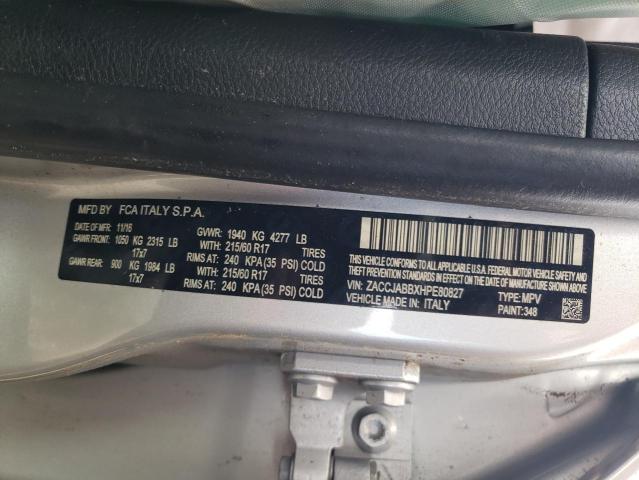 MFD BY FCA ITALY S.P.A.
DATE OF MFR: 11/16 GVWR: 1940 KG 4277 LB
GAWR FRONT: 1050 KG 2315 LB WITH: 215/60 R17 TIRES
17x7 RIMS AT: 240 KPA(35 PSI) COLD
GAWR REAR: 900 KG 1984 LB WITH: 215/60 R17 TIRES
17x7 RIMS AT: 240 KPA(35 PSI) COLD
THIS VEHICLE CONFORMS TO ALL APPLICABLE U.S.A. FEDERAL MOTOR VEHICLE SAFETY, BUMPER, AND
THEFT PREVENTION STANDARDS IN EFFECT ON THE DATE OF MANUFACTURE SHOWN ABOVE.
VIN: ZACCJABBXHPE80827 TYPE: MPV
VEHICLE MADE IN: ITALY PAINT: 348